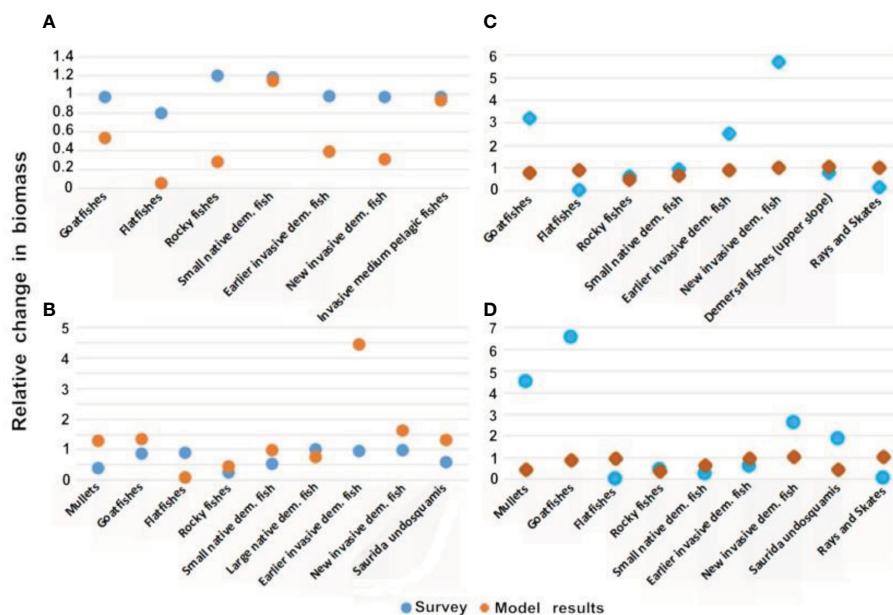 A
1.4
1.2
1
0.8
0.6
0.4
0.2
0
Goatfishes
Flatfishes
Rocky fishes
Small native dem. fish
Earlier invasive dem. fish
New invasive dem. fish
Invasive medium pelagic fishes
C
6
5
4
3
2
1
0
Goatfishes
Flatfishes
Rocky fishes
Small native dem. fish
Earlier invasive dem. fish
New invasive dem. fish
Demersal fishes (upper slope)
Rays and Skates
Relative change in biomass
B
5
4
3
2
1
0
Mullets
Goatfishes
Flatfishes
Rocky fishes
Small native dem. fish
Large native dem. fish
Earlier invasive dem. fish
New invasive dem. fish
Saurida undosquamis
D
7
6
5
4
3
2
1
0
Mullets
Goatfishes
Flatfishes
Rocky fishes
Small native dem. fish
Earlier invasive dem. fish
New invasive dem. fish
Saurida undosquamis
Rays and Skates
Survey Model results